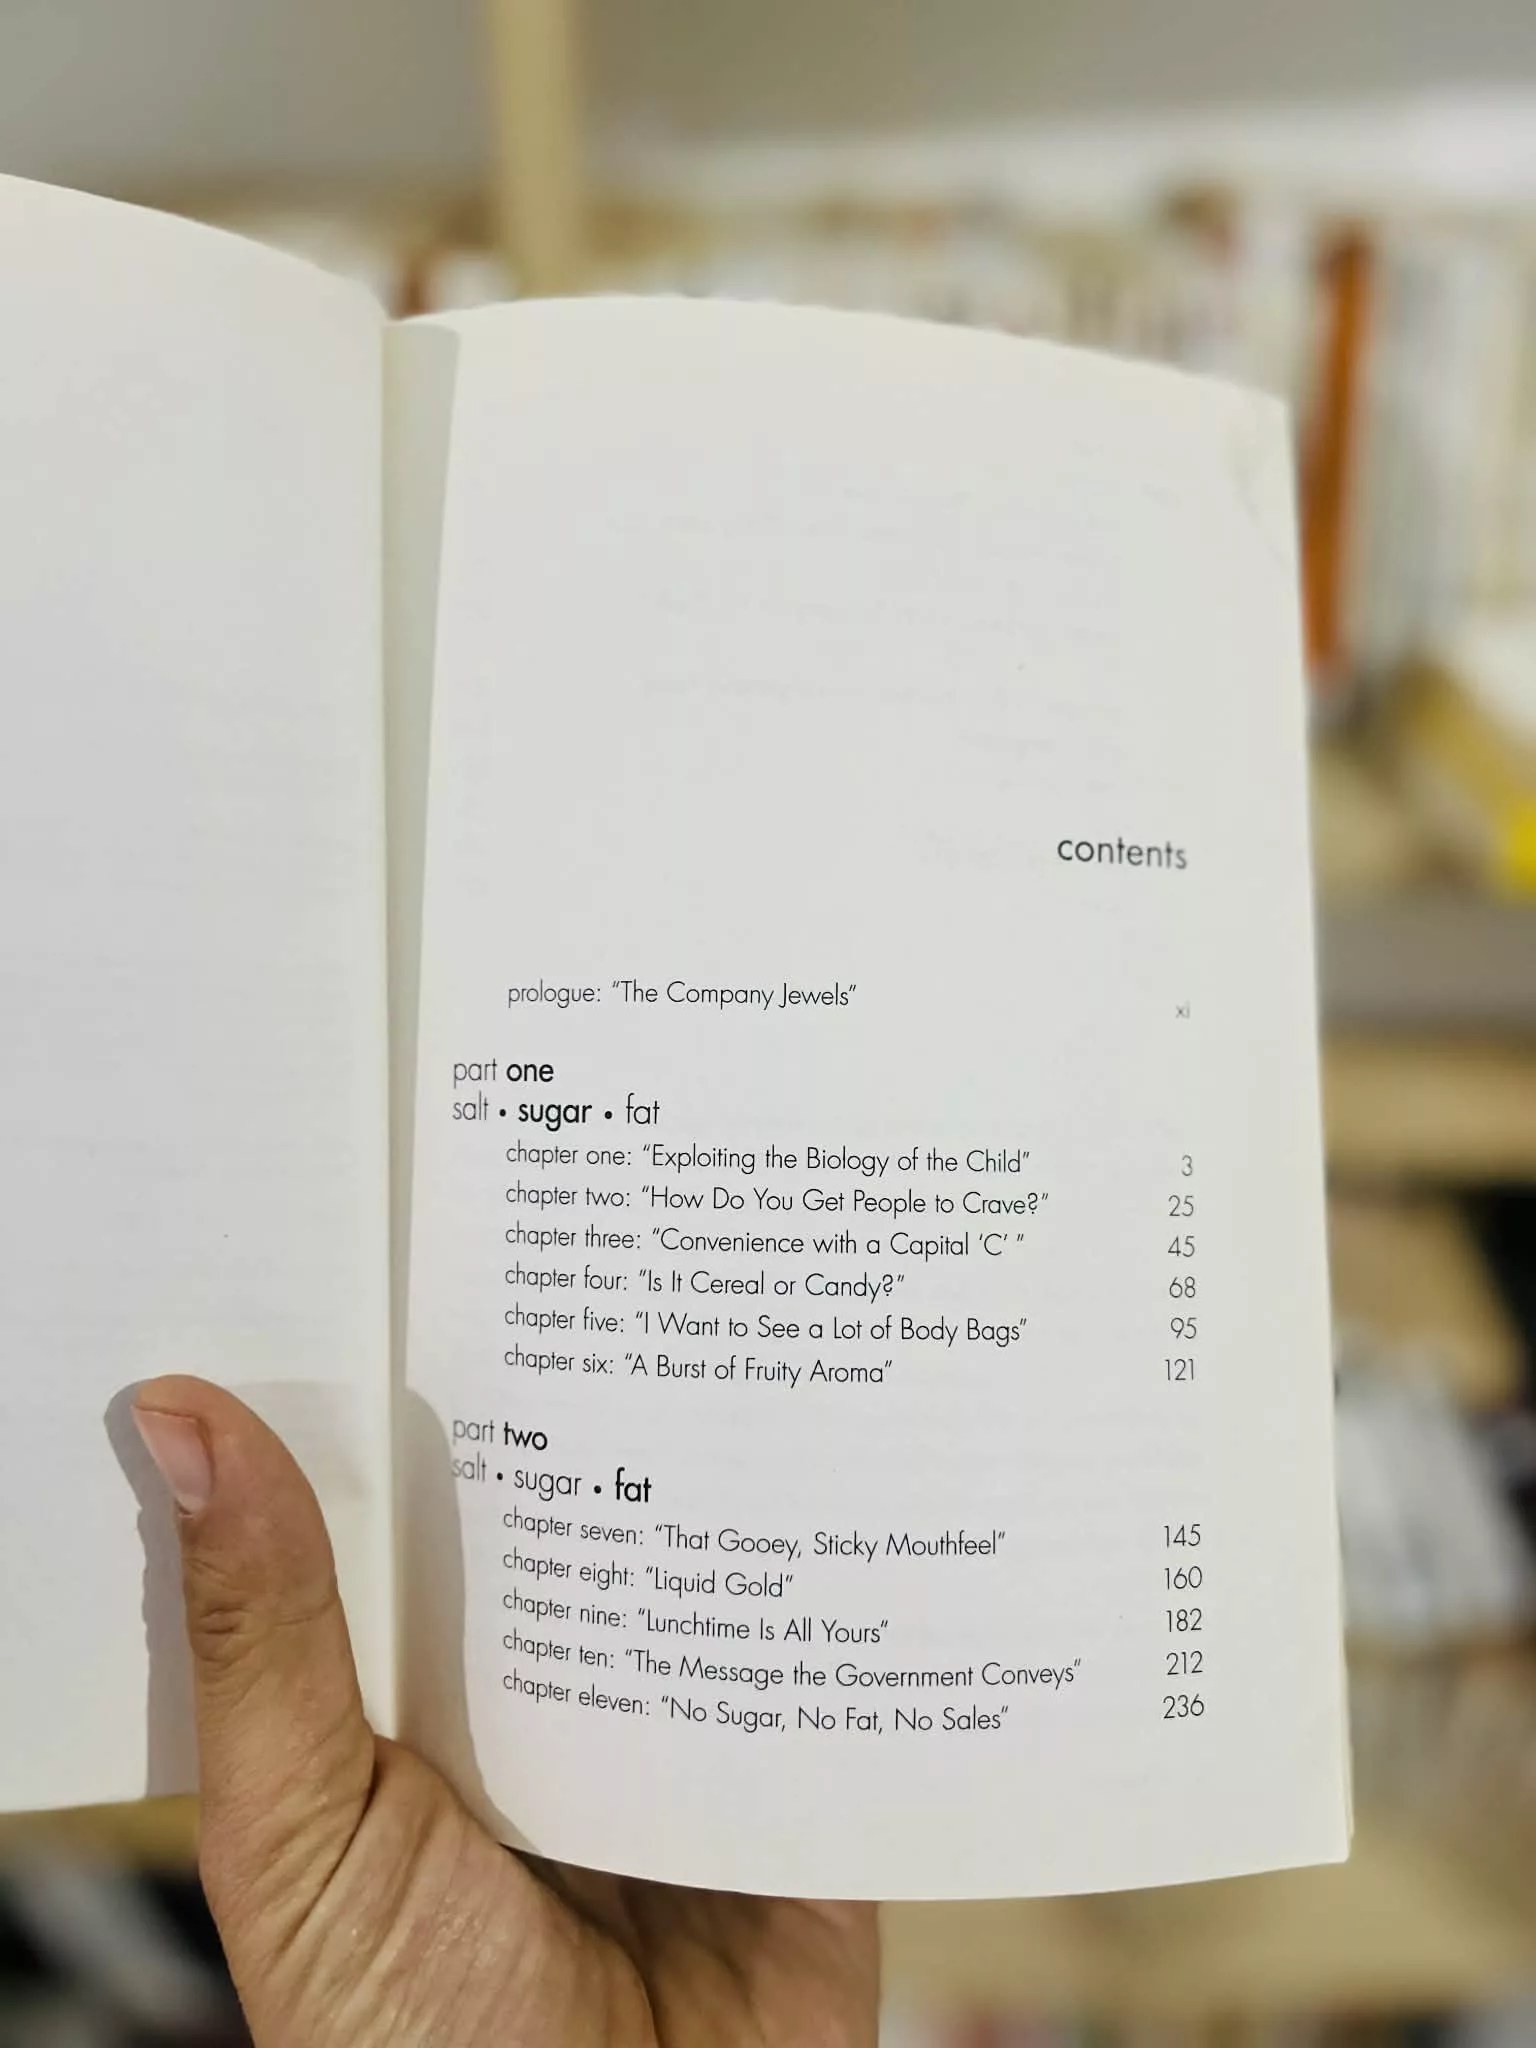 contents
prologue: “The Company Jewels” xi
part one
salt • sugar • fat
chapter one: “Exploiting the Biology of the Child” 3
chapter two: “How Do You Get People to Crave?” 25
chapter three: “Convenience with a Capital ‘C’ ” 45
chapter four: “Is It Cereal or Candy?” 68
chapter five: “I Want to See a Lot of Body Bags” 95
chapter six: “A Burst of Fruity Aroma” 121
part two
salt • sugar • fat
chapter seven: “That Gooey, Sticky Mouthfeel” 145
chapter eight: “Liquid Gold” 160
chapter nine: “Lunchtime Is All Yours” 182
chapter ten: “The Message the Government Conveys” 212
chapter eleven: “No Sugar, No Fat, No Sales” 236